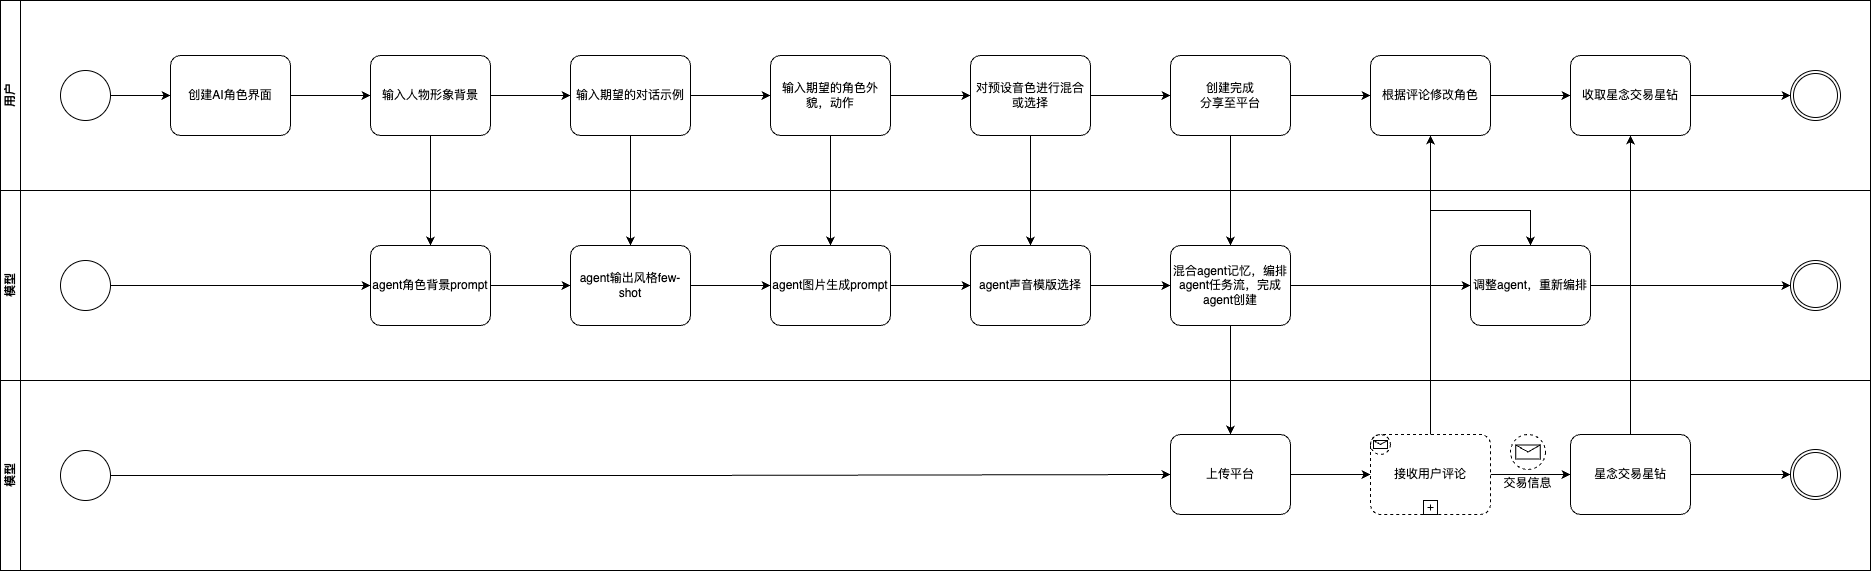 用户
创建AI角色界面
输入人物形象背景
输入期望的对话示例
输入期望的角色外
貌，动作
对预设音色进行混合
或选择
创建完成
分享至平台
根据评论修改角色
收取星念交易星钻
模型
agent角色背景prompt
agent输出风格few-
shot
agent图片生成prompt
agent声音模版选择
混合agent记忆，编排
agent任务流，完成
agent创建
调整agent，重新编排
模型
上传平台
接收用户评论
交易信息
星念交易星钻